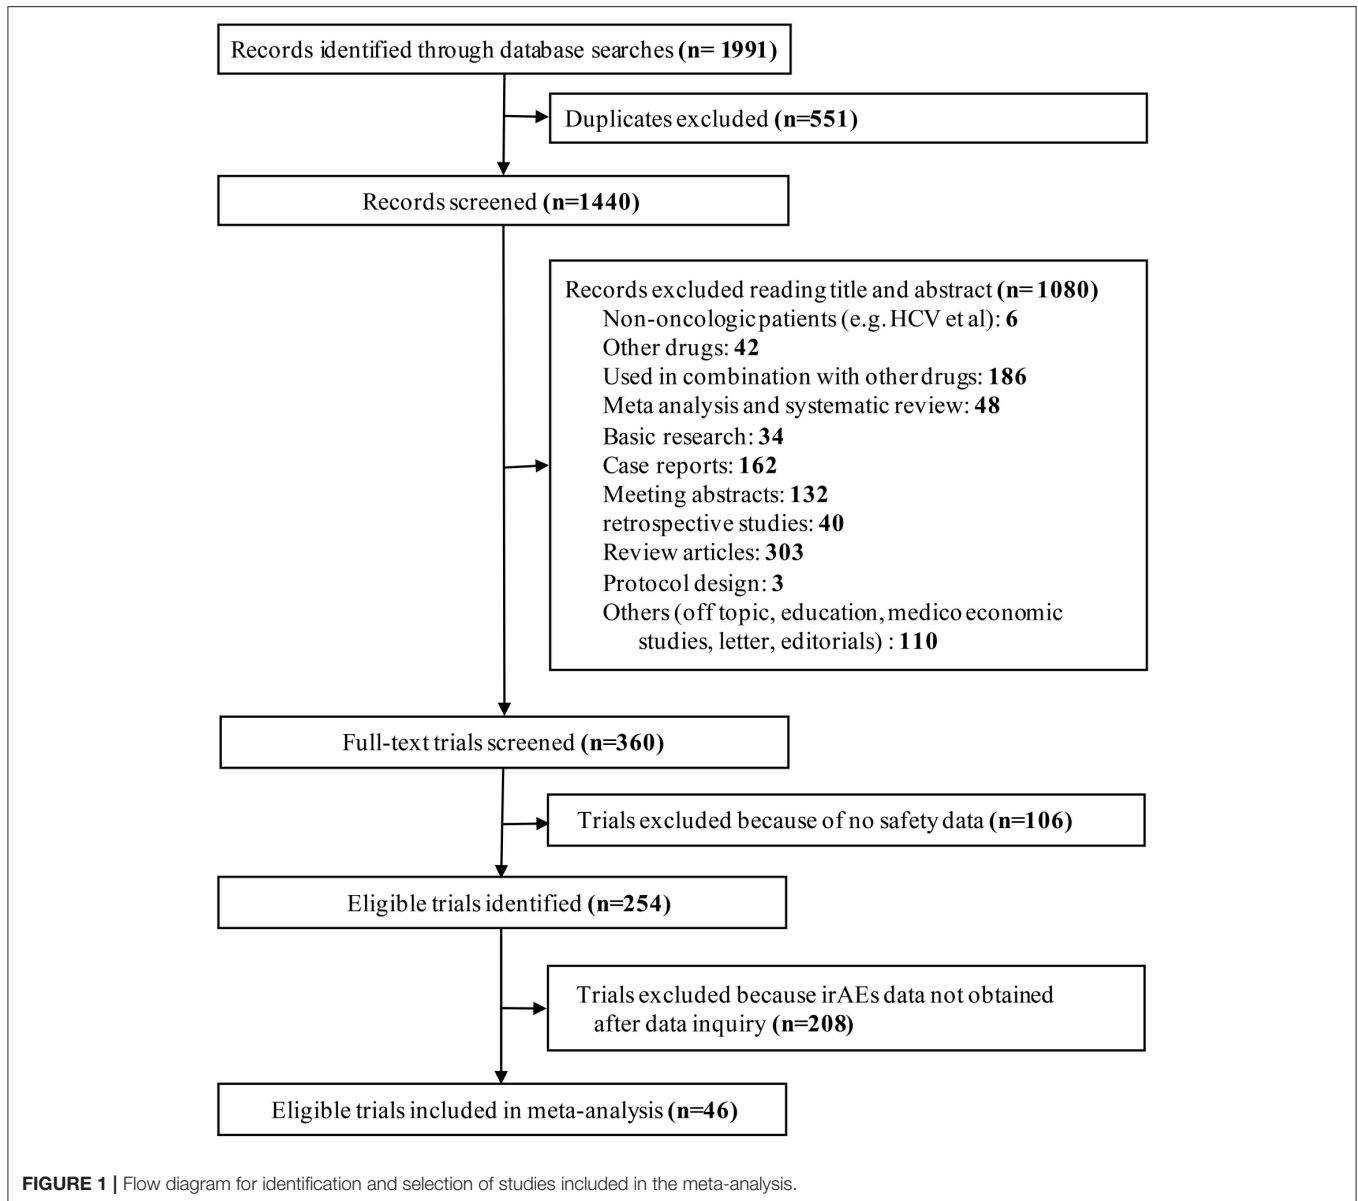 Records identified through database searches (n= 1991)
Duplicates excluded (n=551)
Records screened (n=1440)
Records excluded reading title and abstract (n= 1080)
Non-oncologic patients (e.g. HCV et al): 6
Other drugs: 42
Used in combination with other drugs: 186
Meta analysis and systematic review: 48
Basic research: 34
Case reports: 162
Meeting abstracts: 132
retrospective studies: 40
Review articles: 303
Protocol design: 3
Others (off topic, education, medico economic
studies, letter, editorials) : 110
Full-text trials screened (n=360)
Trials excluded because of no safety data (n=106)
Eligible trials identified (n=254)
Trials excluded because irAEs data not obtained
after data inquiry (n=208)
Eligible trials included in meta-analysis (n=46)
FIGURE 1 | Flow diagram for identification and selection of studies included in the meta-analysis.